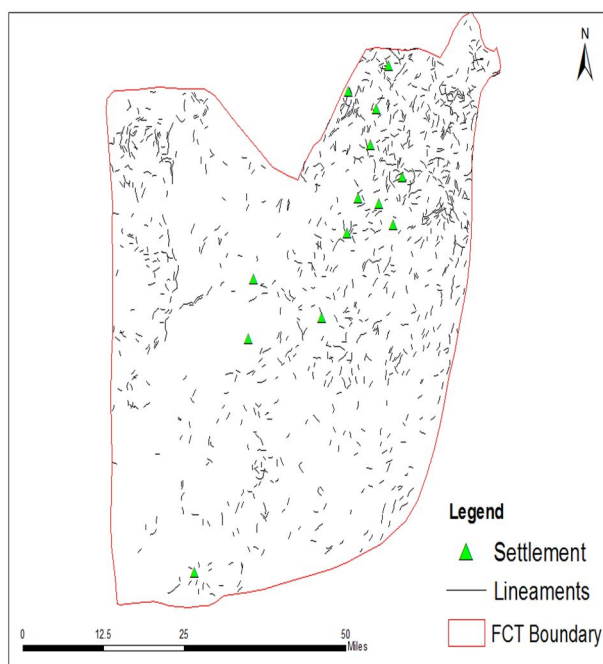 N
Legend
Settlement
Lineaments
FCT Boundary
0 12.5 25 50
Miles